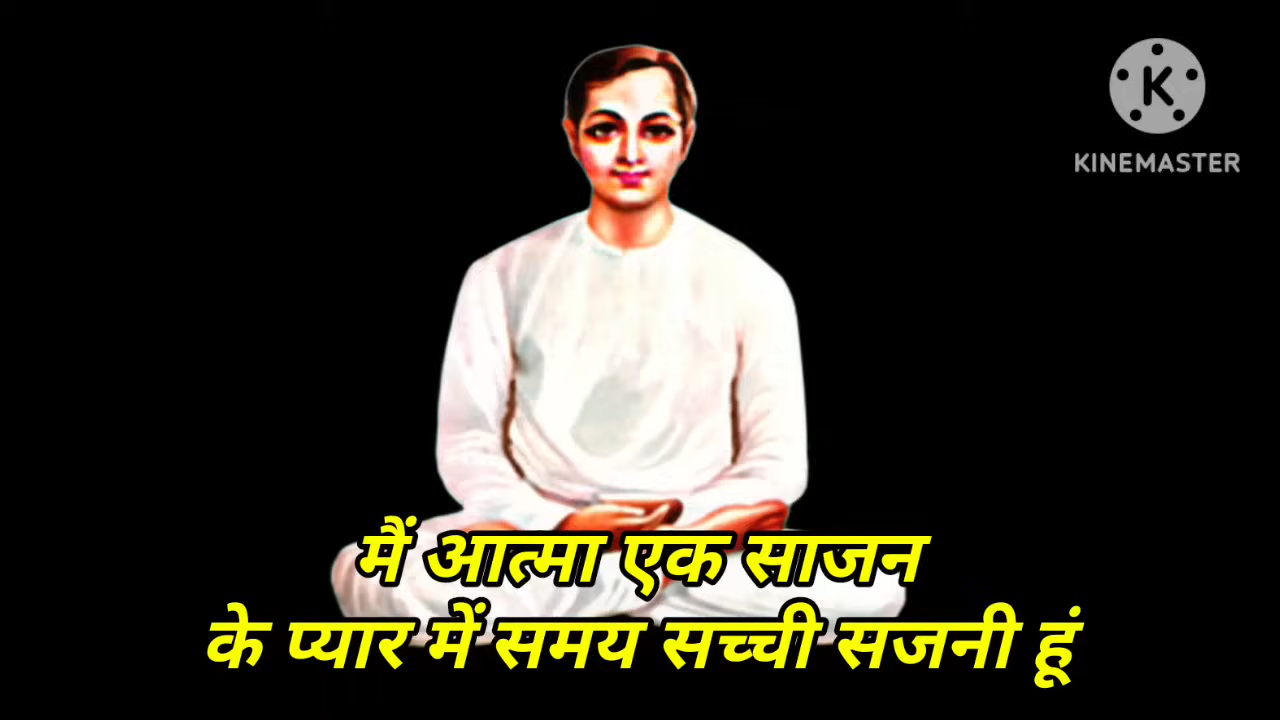 K
KINEMASTER
मैं आत्मा एक साजन
के प्यार में समय सच्ची सजनी हूं